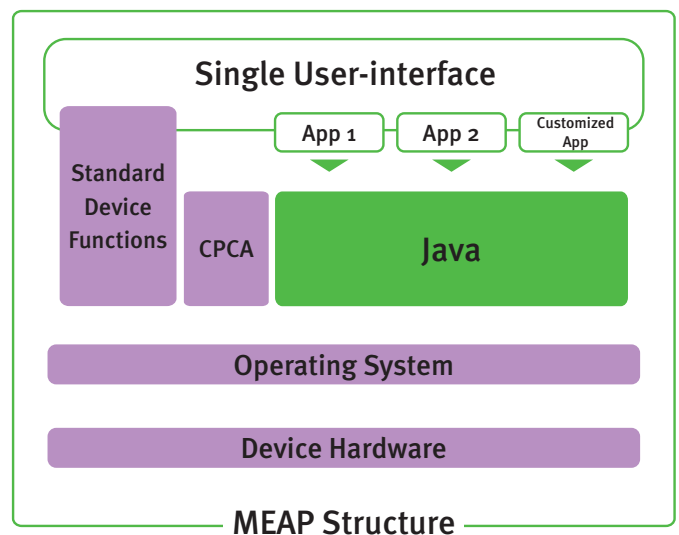 Single User-interface
App 1
App 2
Customized
App
Standard
Device
Functions
CPCA
Java
Operating System
Device Hardware
MEAP Structure